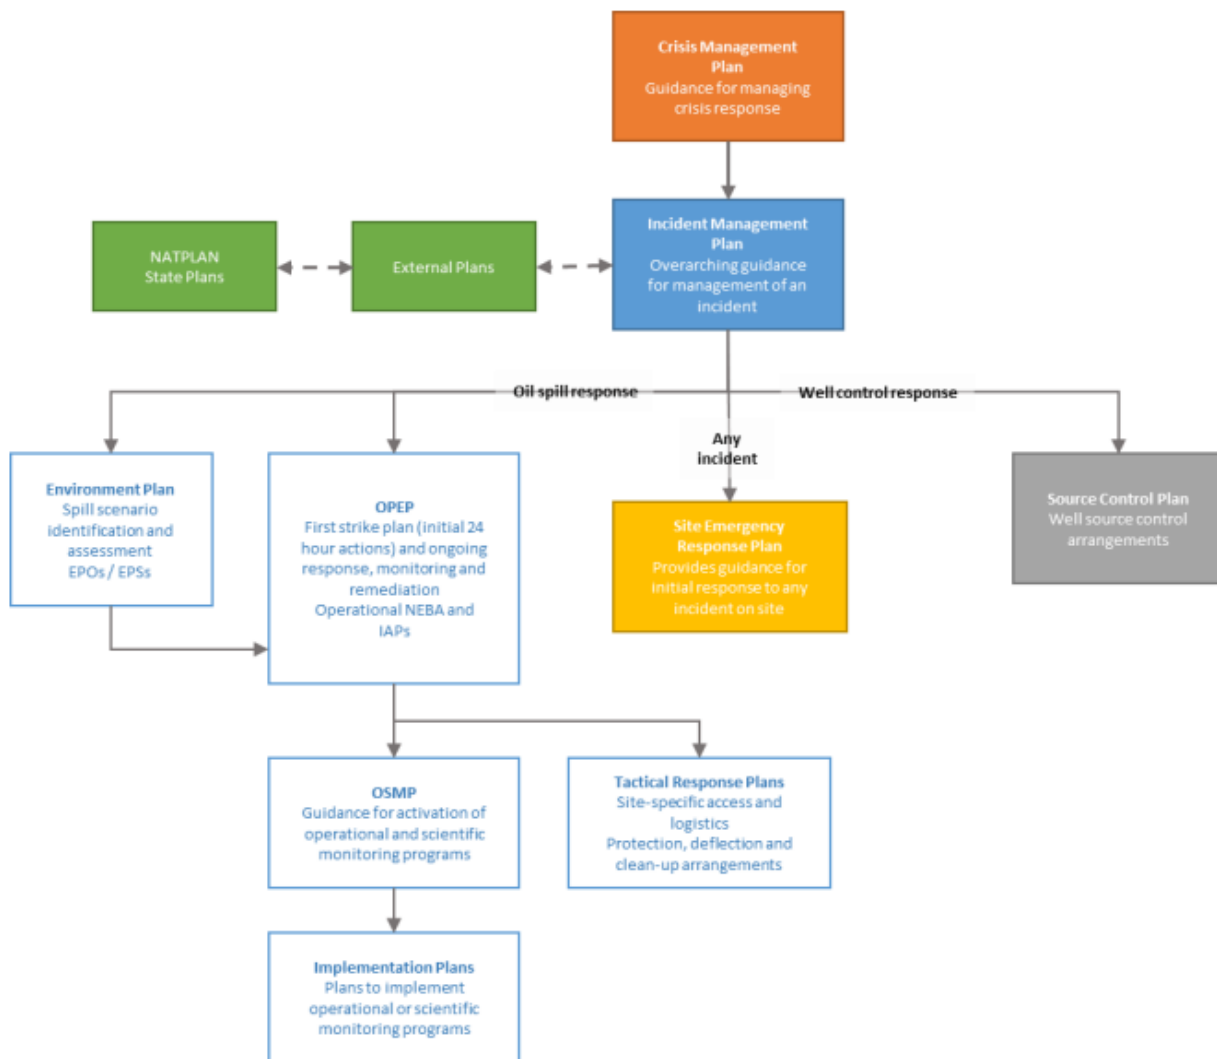 Crisis Management
Plan
Guidance for managing
crisis response
Incident Management
Plan
Overarching guidance
for management of an
incident
NATPLAN
State Plans
External Plans
Oil spill response
Well control response
Any
incident
Environment Plan
Spill scenario
identification and
assessment
EPOs / EPSs
OPEP
First strike plan (initial 24
hour actions) and ongoing
response, monitoring and
remediation
Operational NEBA and
IAPs
Site Emergency
Response Plan
Provides guidance for
initial response to any
incident on site
Source Control Plan
Well source control
arrangements
OSMP
Guidance for activation of
operational and scientific
monitoring programs
Tactical Response Plans
Site-specific access and
logistics
Protection, deflection and
clean-up arrangements
Implementation Plans
Plans to implement
operational or scientific
monitoring programs